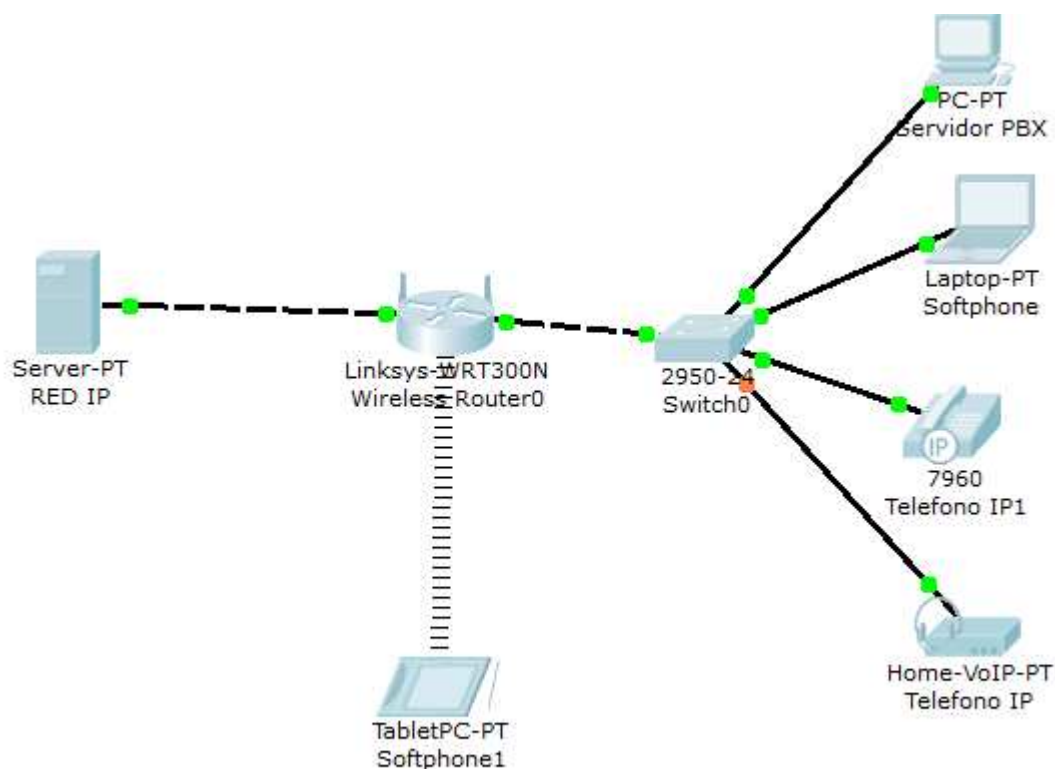 PC-PT
Servidor PBX
Laptop-PT
Softphone
Server-PT
RED IP
Linksys-WRT300N
Wireless Router0
2950-24
Switch0
IP
7960
Telefono IP1
Home-VoIP-PT
Telefono IP
TabletPC-PT
Softphone1